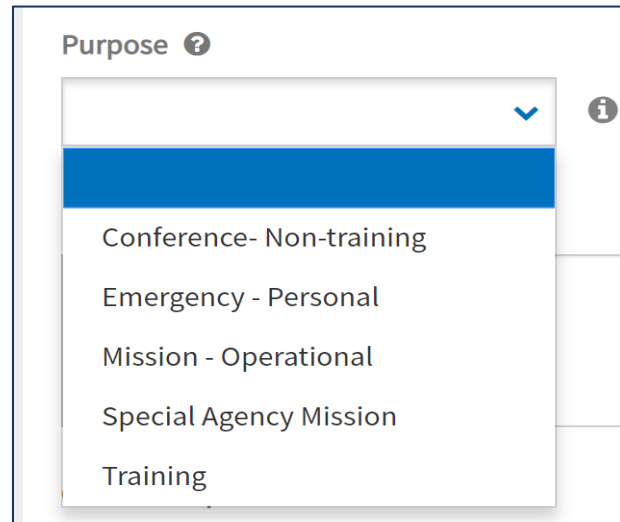 Purpose
Conference- Non-training
Emergency - Personal
Mission - Operational
Special Agency Mission
Training